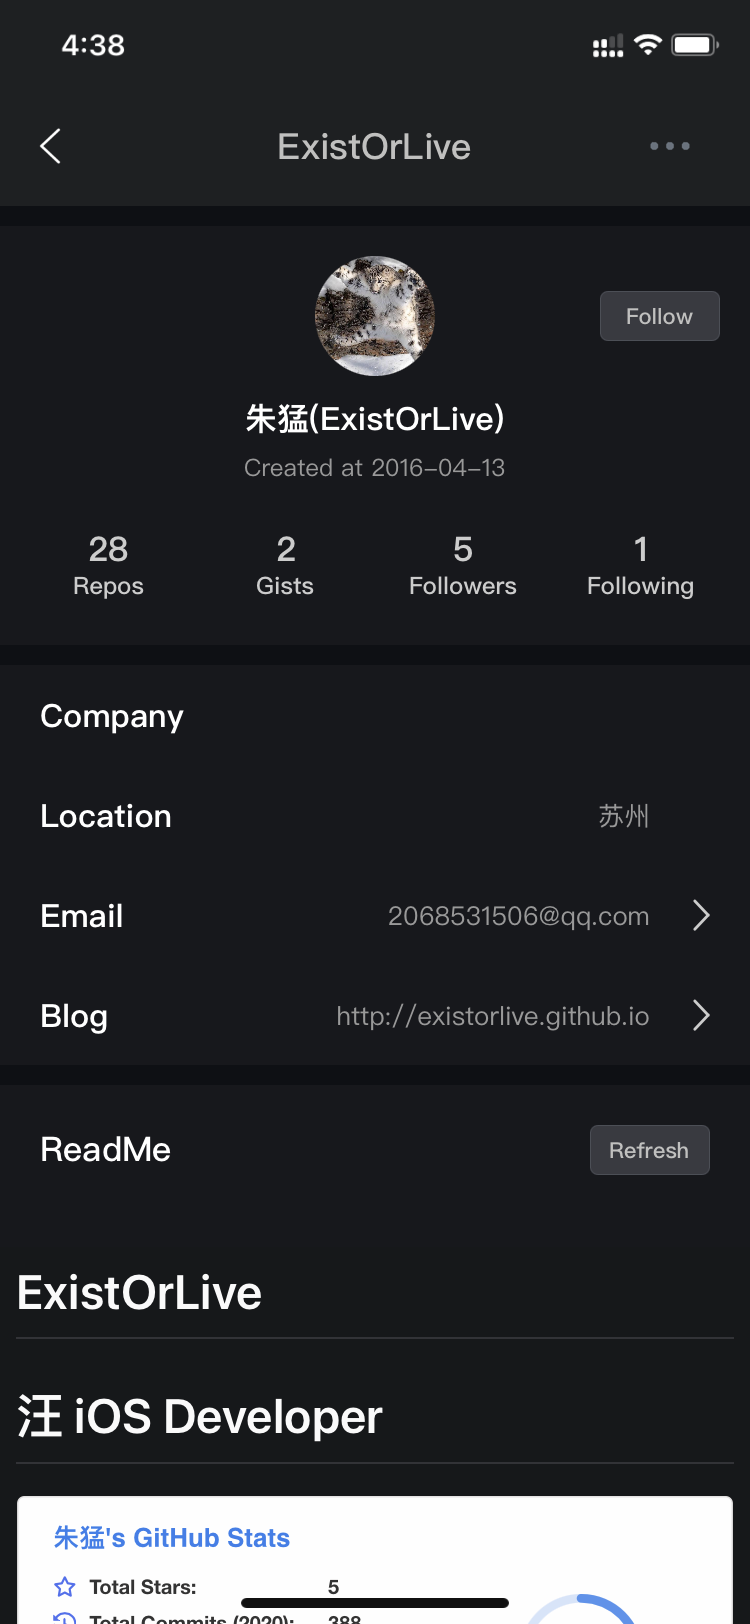 4:38
ExistOrLive
Follow
朱猛(ExistOrLive)
Created at 2016-04-13
28 2 5 1
Repos Gists Followers Following
Company
Location 苏州
Email 2068531506@qq.com
Blog http://existorlive.github.io
ReadMe Refresh
ExistOrLive
汪 iOS Developer
朱猛's GitHub Stats
Total Stars: 5
Total Commits (2020): 388